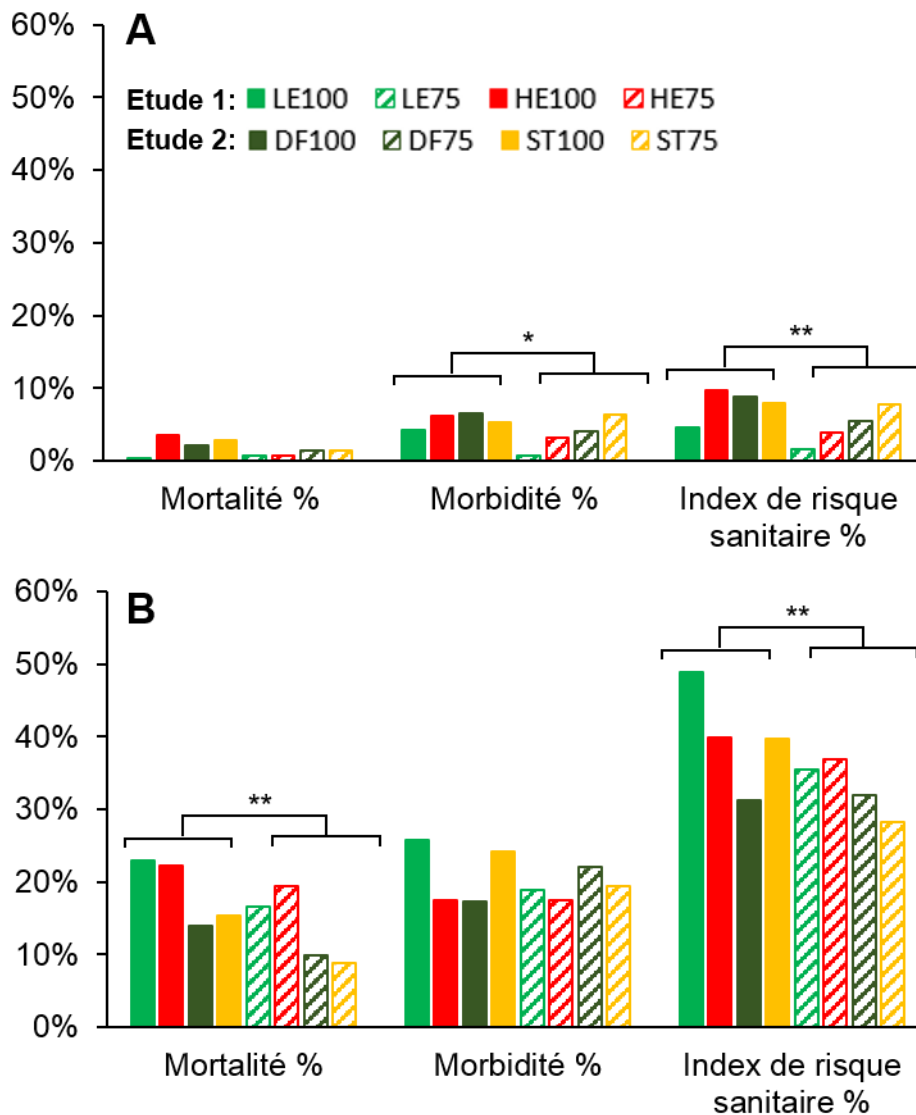 A
60%
50%
40%
30%
20%
10%
0%
Etude 1: LE100 LE75 HE100 HE75
Etude 2: DF100 DF75 ST100 ST75
*
**
Mortalité %
Morbidité %
Index de risque
sanitaire %
B
60%
50%
40%
30%
20%
10%
0%
**
**
Mortalité %
Morbidité %
Index de risque
sanitaire %